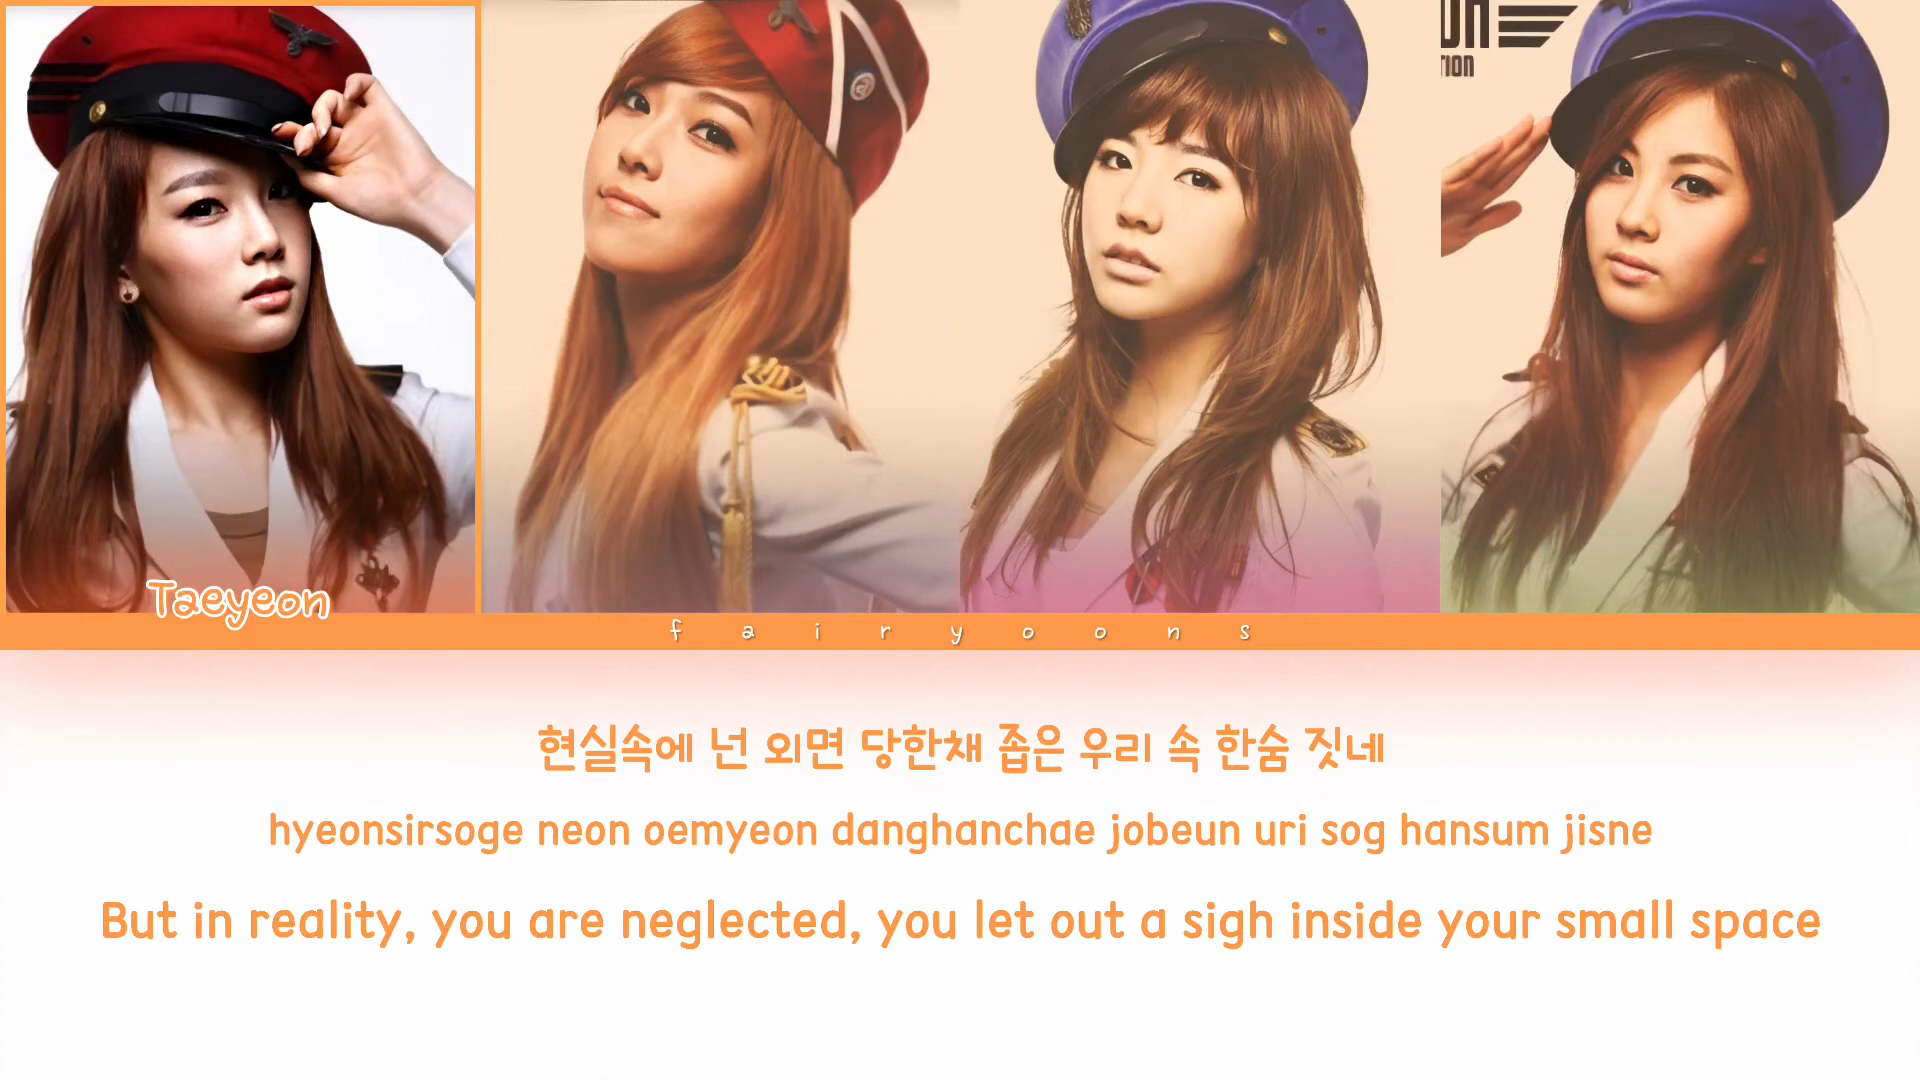 TION
Taeyeon
fairyoons
현실속에 넌 외면 당한채 좁은 우리 속 한숨 짓네
hyeonsirsoge neon oemyeon danghanchae jobeun uri sog hansum jisne
But in reality, you are neglected, you let out a sigh inside your small space